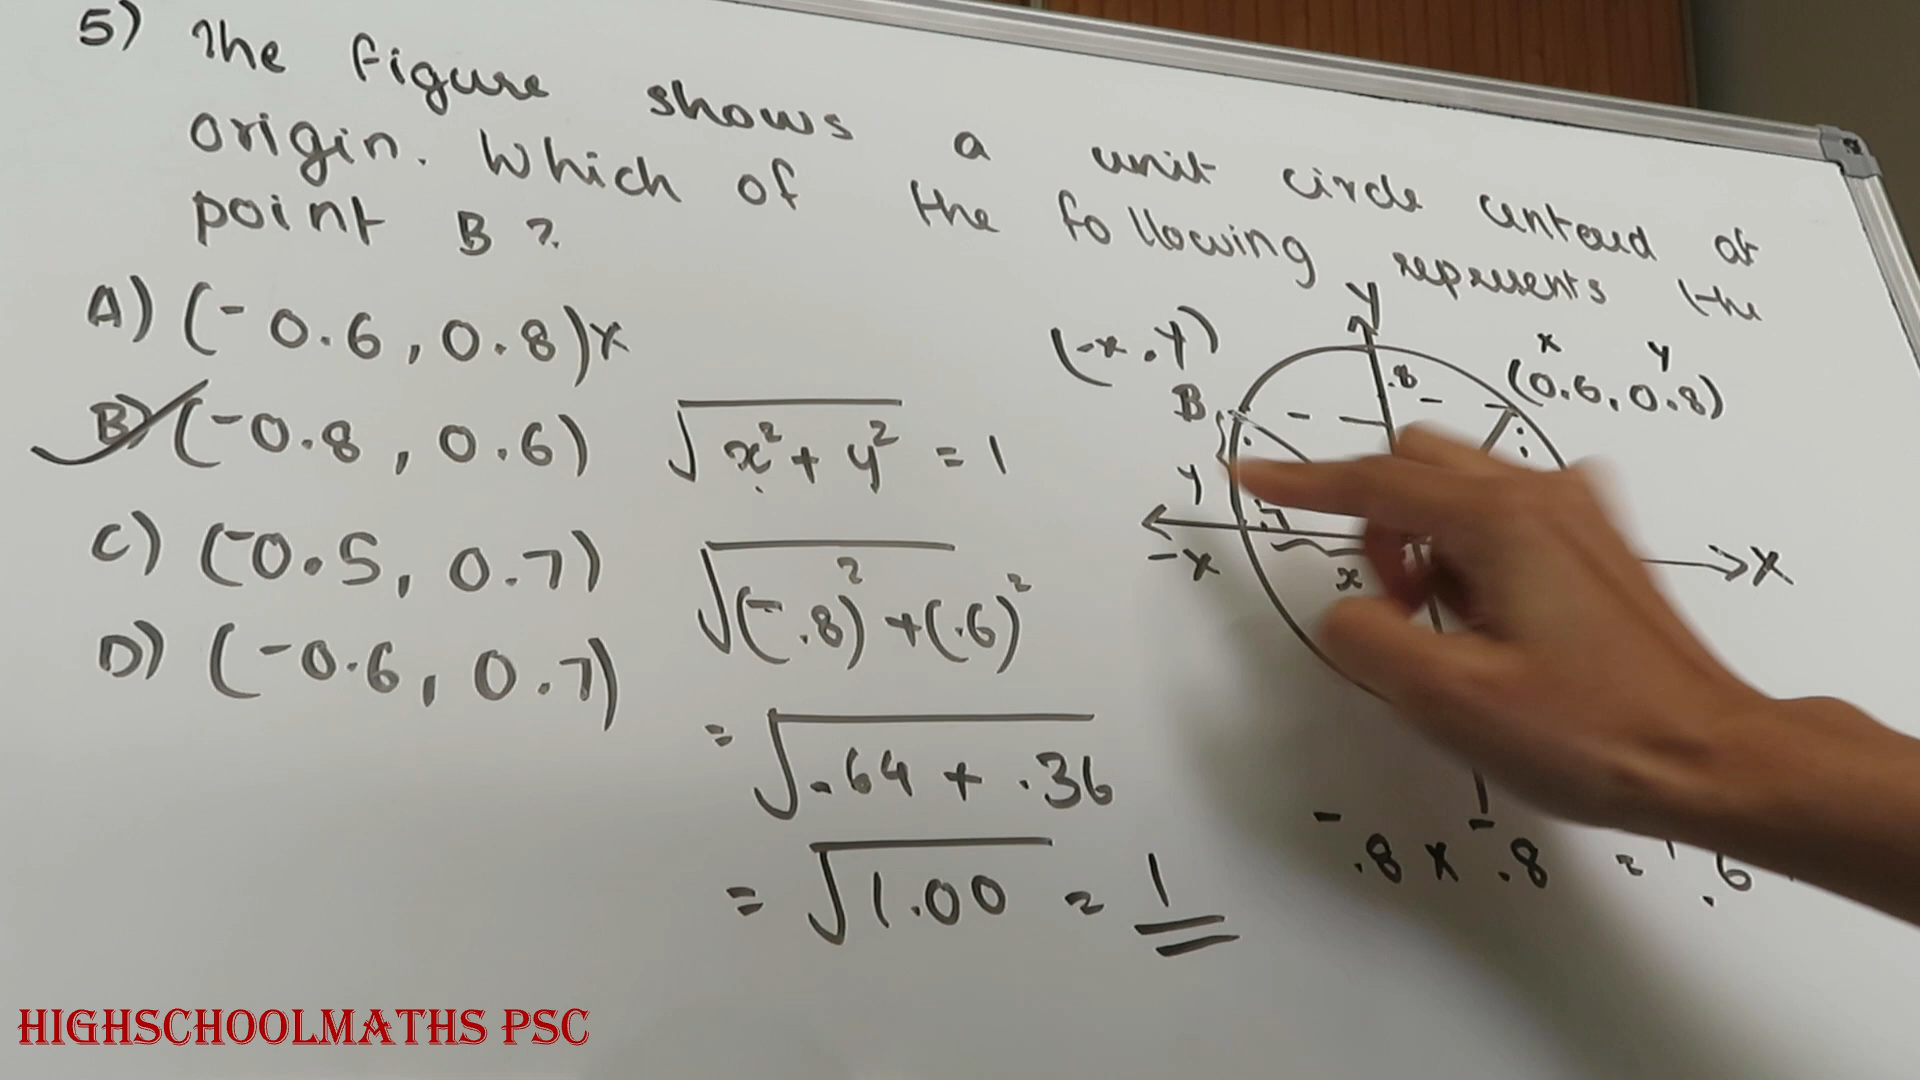 5) The figure shows a unit circle centered at
origin. Which of the following represents the
point B ?
A) (-0.6, 0.8) x
B) (-0.8, 0.6)
C) (-0.5, 0.7)
D) (-0.6, 0.7)
√x²+y² = 1
√(-.8)²+(.6)²
= √.64 + .36
= √1.00 = 1
Y
(-x, y)
x y
(0.6, 0.8)
.8
B
y
.7
-X
x
X
-.8 x -.8 =
HIGHSCHOOLMATHS PSC